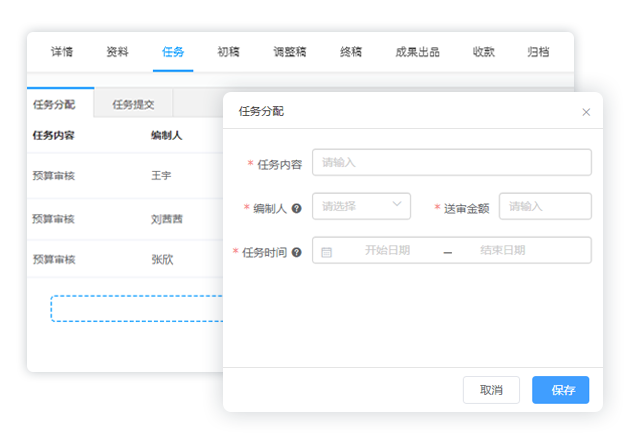 详情 资料 任务 初稿 调整稿 终稿 成果出品 收款 归档
任务分配 任务提交
任务内容 编制人
预算审核 王宇
预算审核 刘茜茜
预算审核 张欣
任务分配 ×
* 任务内容 请输入
* 编制人 ? 请选择 * 送审金额 请输入
* 任务时间 ? 开始日期 – 结束日期
取消 保存